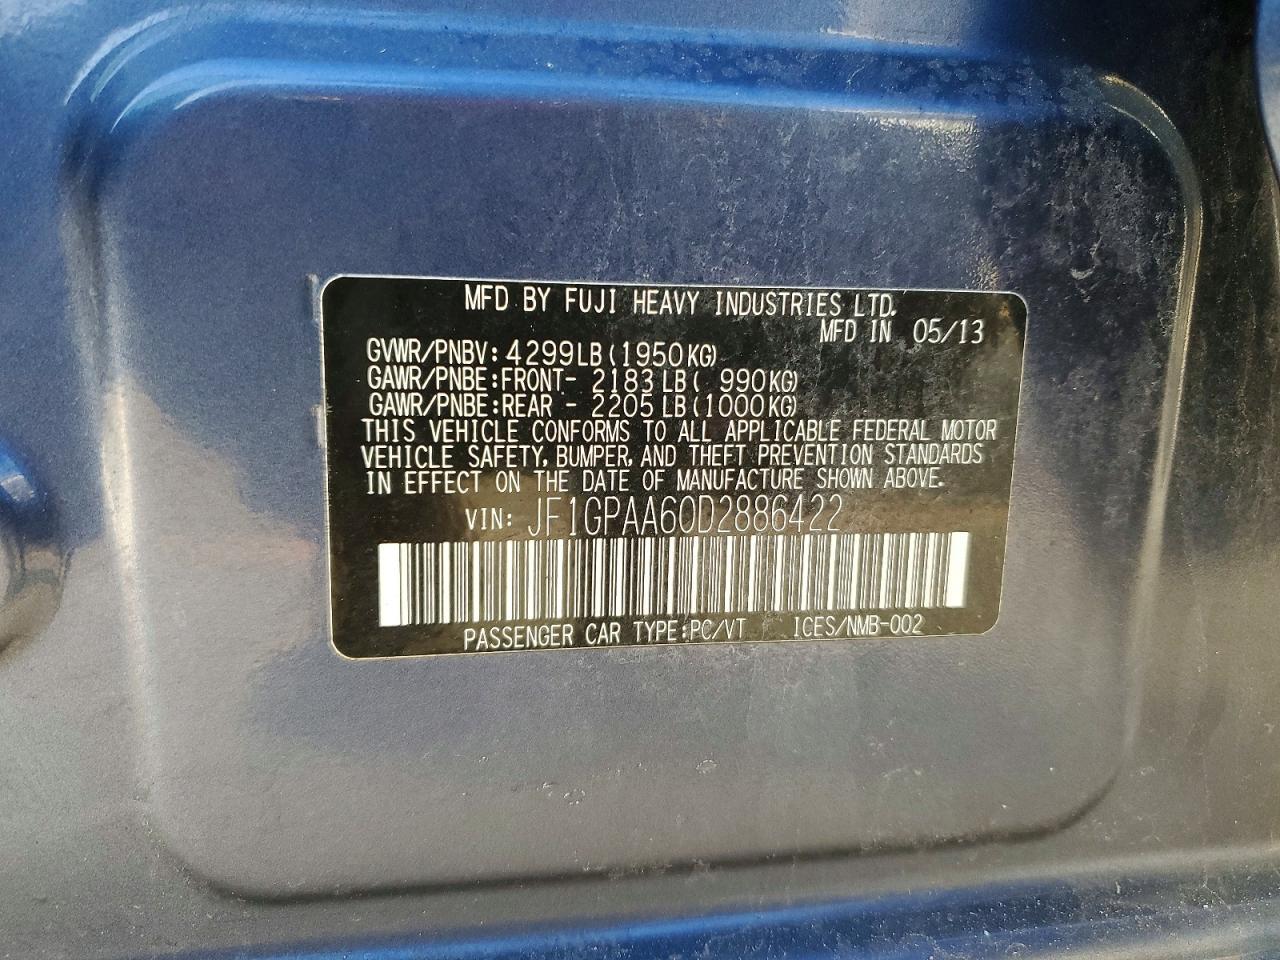 MFD BY FUJI HEAVY INDUSTRIES LTD.
MFD IN 05/13
GVWR/PNBV: 4299LB(1950KG)
GAWR/PNBE:FRONT- 2183LB( 990KG)
GAWR/PNBE:REAR - 2205LB(1000KG)
THIS VEHICLE CONFORMS TO ALL APPLICABLE FEDERAL MOTOR
VEHICLE SAFETY, BUMPER, AND THEFT PREVENTION STANDARDS
IN EFFECT ON THE DATE OF MANUFACTURE SHOWN ABOVE.
VIN: JF1GPAA60D2886422
PASSENGER CAR TYPE:PC/VT ICES/NMB-002